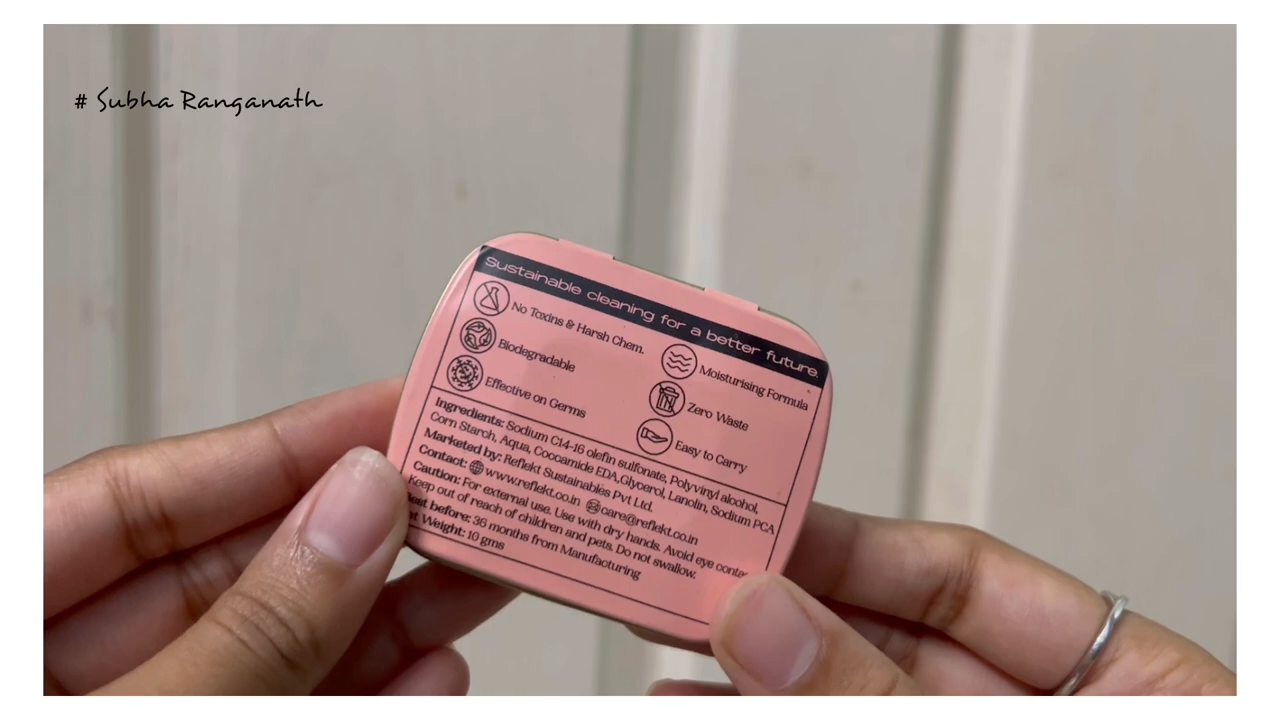 # Subha Ranganath
Sustainable cleaning for a better future.
No Toxins & Harsh Chem.
Moisturising Formula
Biodegradable
Zero Waste
Effective on Germs
Easy to Carry
Ingredients: Sodium C14-16 olefin sulfonate, Polyvinyl alcohol,
Corn Starch, Aqua, Cocamide EDA,Glycerol, Lanolin, Sodium PCA
Marketed by: Reflekt Sustainables Pvt Ltd.
Contact: www.reflekt.co.in care@reflekt.co.in
Caution: For external use. Use with dry hands. Avoid eye
Keep out of reach of children and pets. Do not swallow.
before: 36 months from Manufacturing
Weight: 10 gms